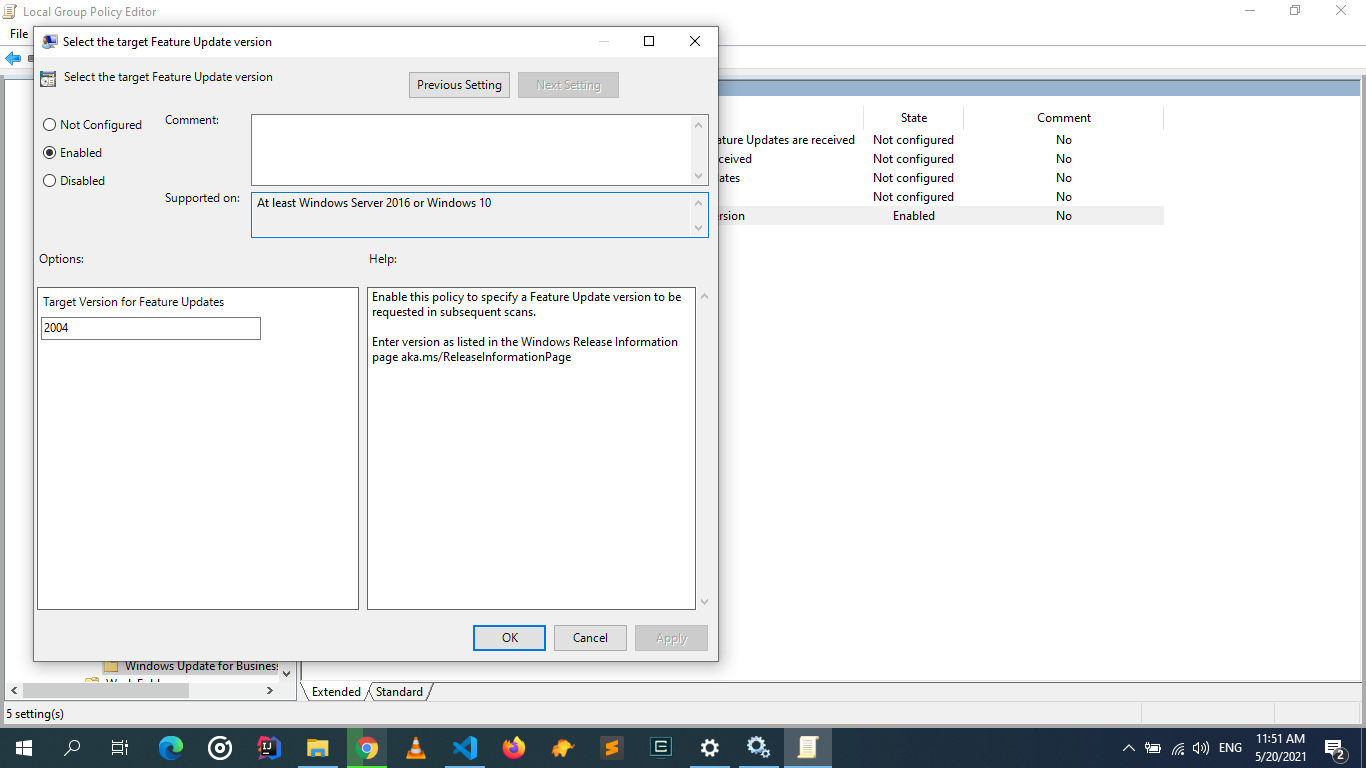 Local Group Policy Editor
File
Select the target Feature Update version
Select the target Feature Update version
Previous Setting
Next Setting
Not Configured
Enabled
Disabled
Comment:
Supported on:
At least Windows Server 2016 or Windows 10
Options:
Help:
Target Version for Feature Updates
2004
Enable this policy to specify a Feature Update version to be
requested in subsequent scans.
Enter version as listed in the Windows Release Information
page aka.ms/ReleaseInformationPage
OK
Cancel
Apply
State
Comment
ature Updates are received
Not configured
No
ceived
Not configured
No
ates
Not configured
No
Not configured
No
rsion
Enabled
No
Windows Update for Busines
Extended
Standard
5 setting(s)
ENG
11:51 AM
5/20/2021
2